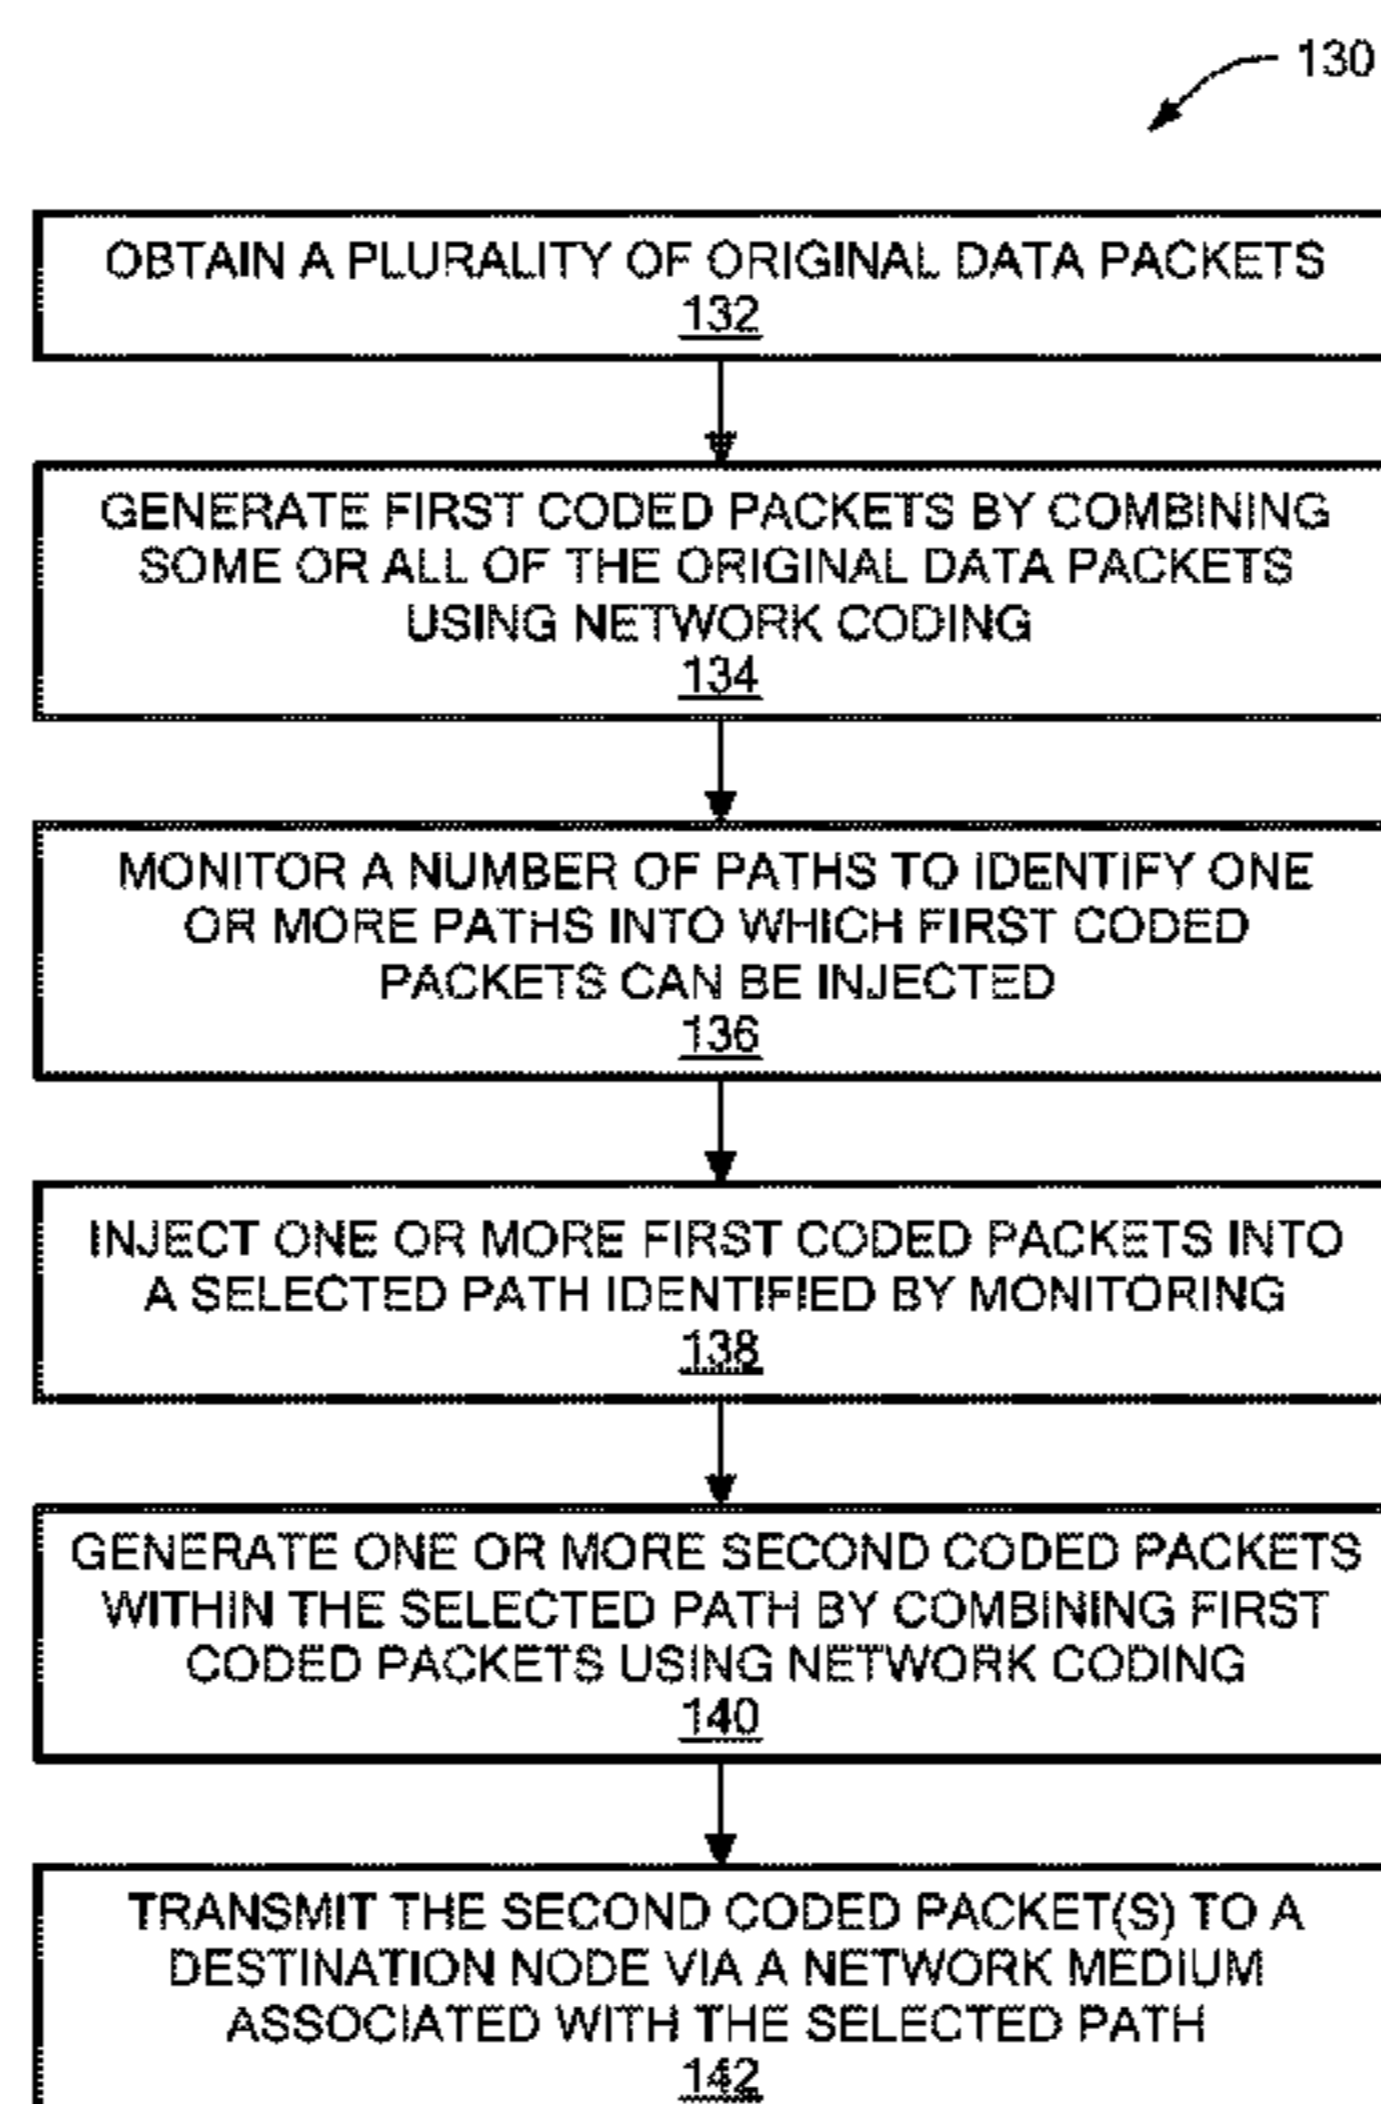 130
OBTAIN A PLURALITY OF ORIGINAL DATA PACKETS
132
GENERATE FIRST CODED PACKETS BY COMBINING
SOME OR ALL OF THE ORIGINAL DATA PACKETS
USING NETWORK CODING
134
MONITOR A NUMBER OF PATHS TO IDENTIFY ONE
OR MORE PATHS INTO WHICH FIRST CODED
PACKETS CAN BE INJECTED
136
INJECT ONE OR MORE FIRST CODED PACKETS INTO
A SELECTED PATH IDENTIFIED BY MONITORING
138
GENERATE ONE OR MORE SECOND CODED PACKETS
WITHIN THE SELECTED PATH BY COMBINING FIRST
CODED PACKETS USING NETWORK CODING
140
TRANSMIT THE SECOND CODED PACKET(S) TO A
DESTINATION NODE VIA A NETWORK MEDIUM
ASSOCIATED WITH THE SELECTED PATH
142